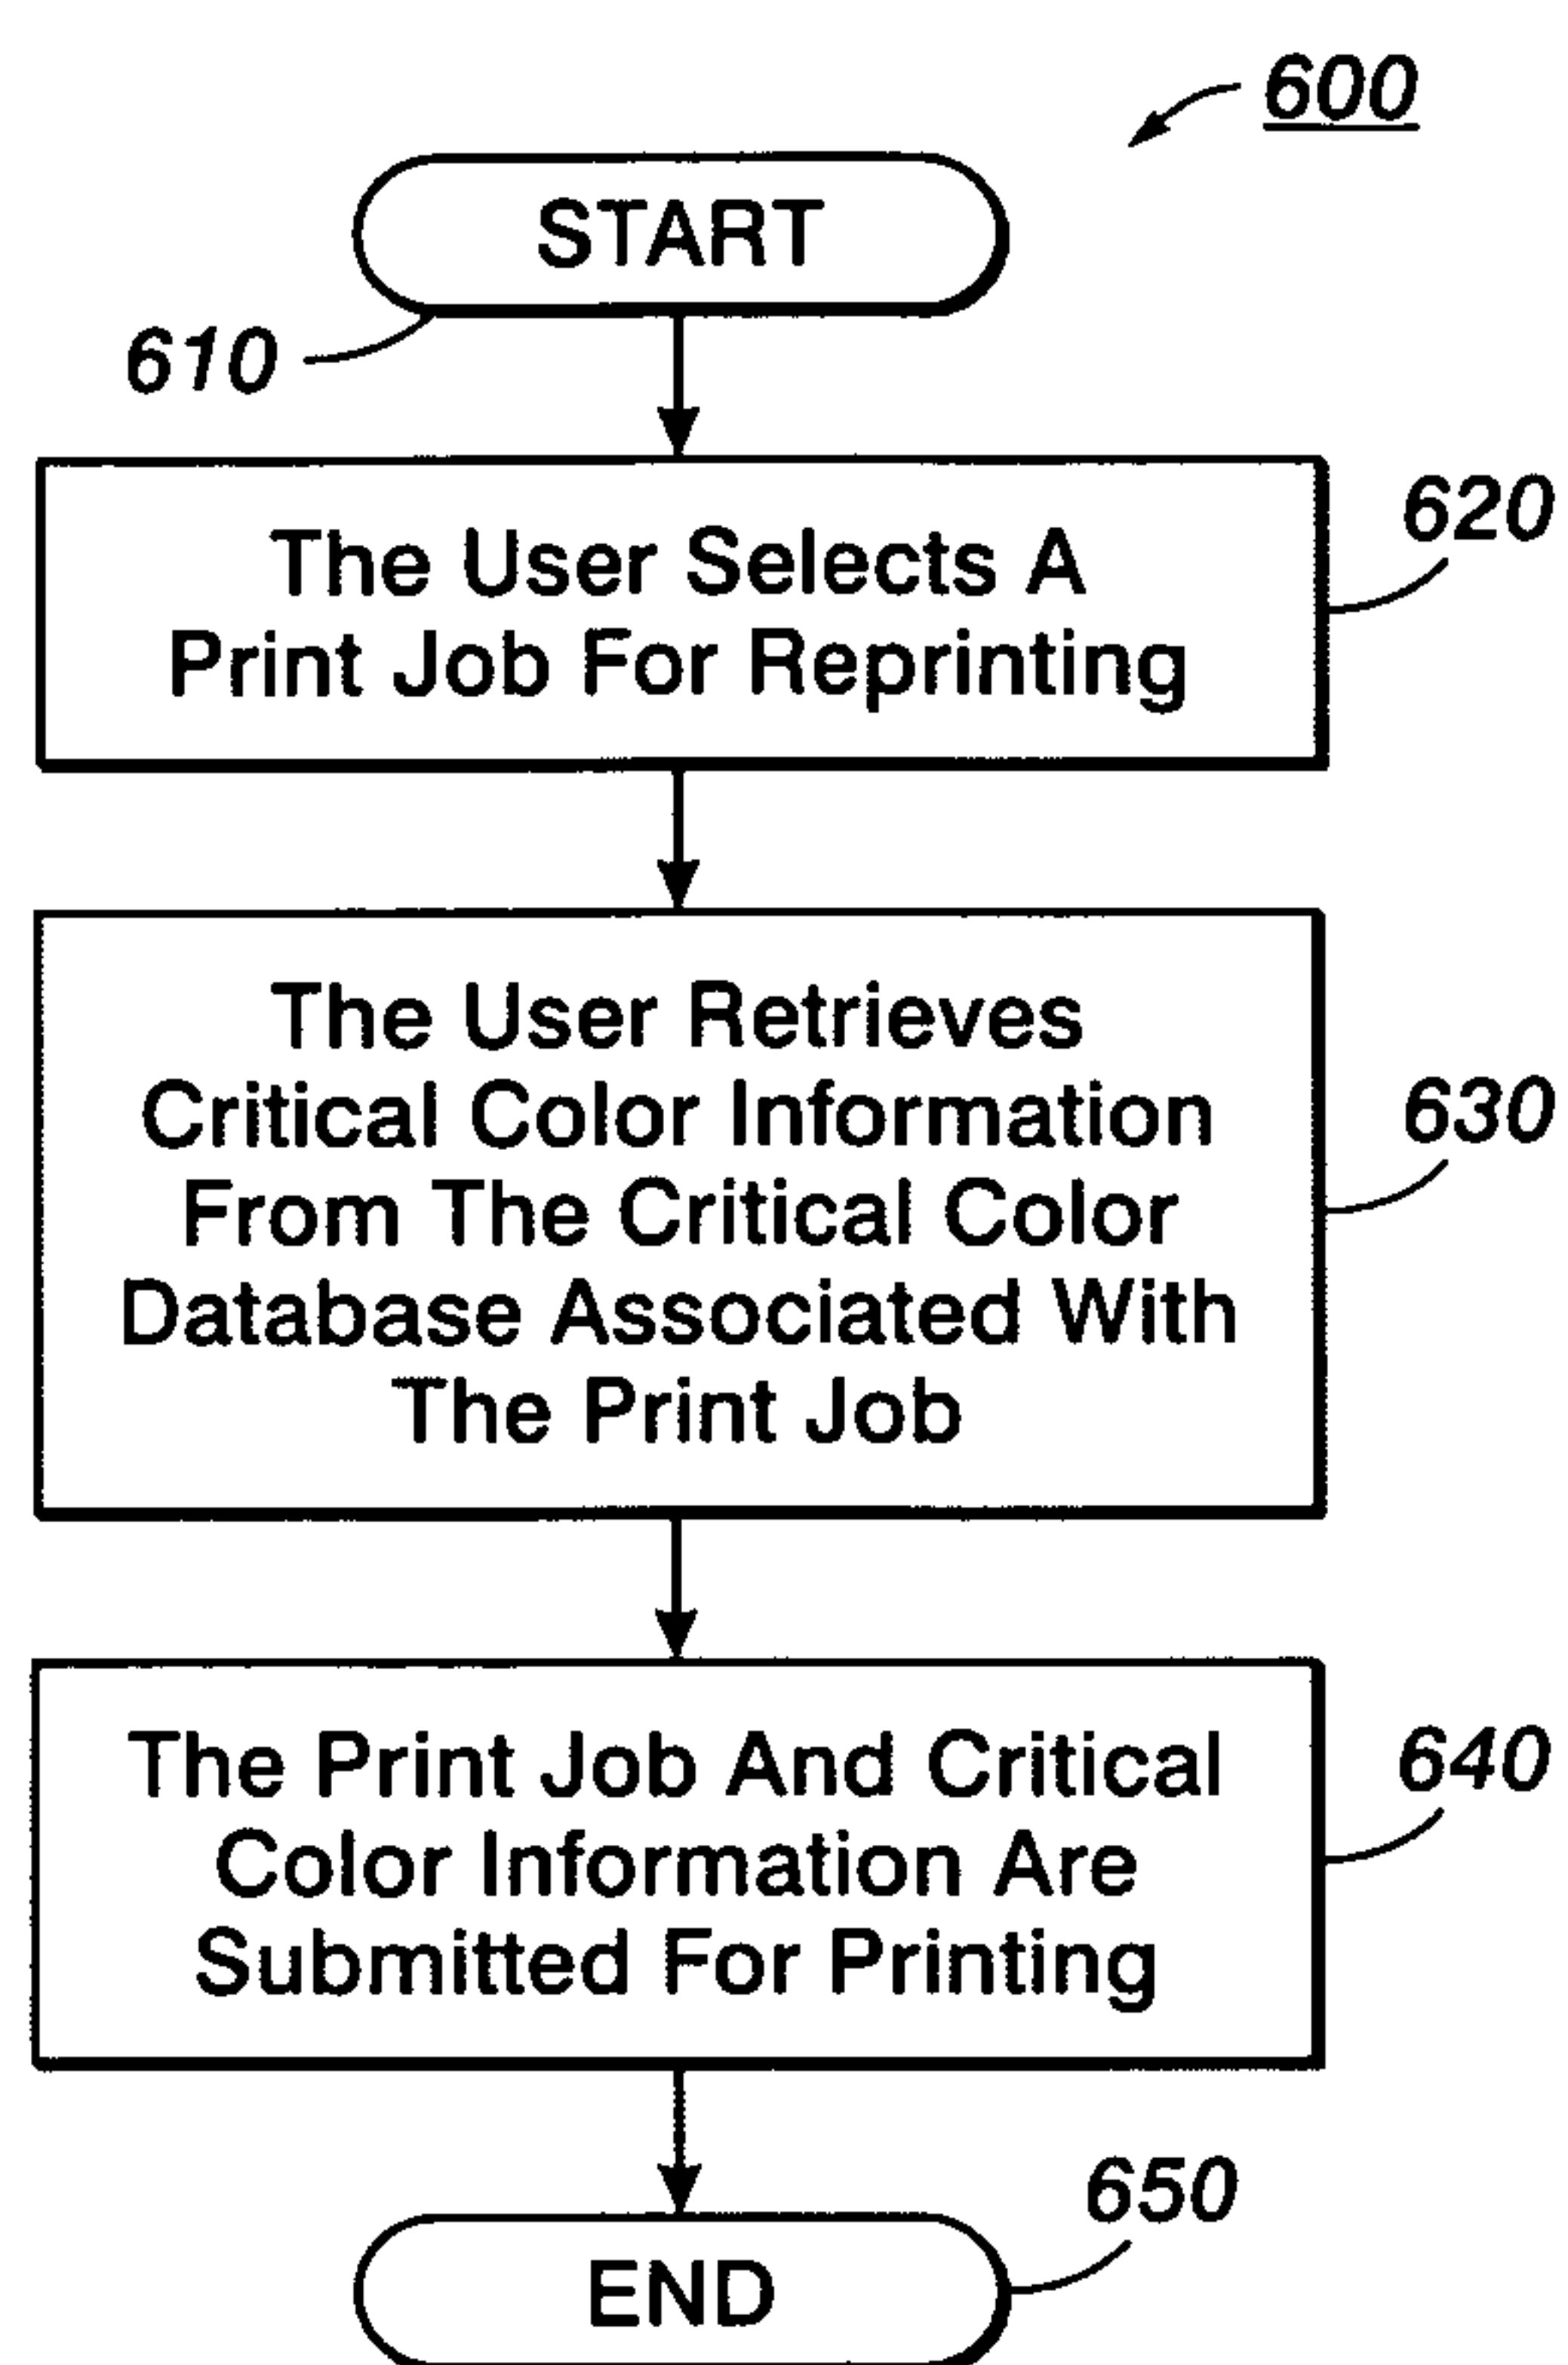 600
START
610
The User Selects A
Print Job For Reprinting
620
The User Retrieves
Critical Color Information
From The Critical Color
Database Associated With
The Print Job
630
The Print Job And Critical
Color Information Are
Submitted For Printing
640
650
END